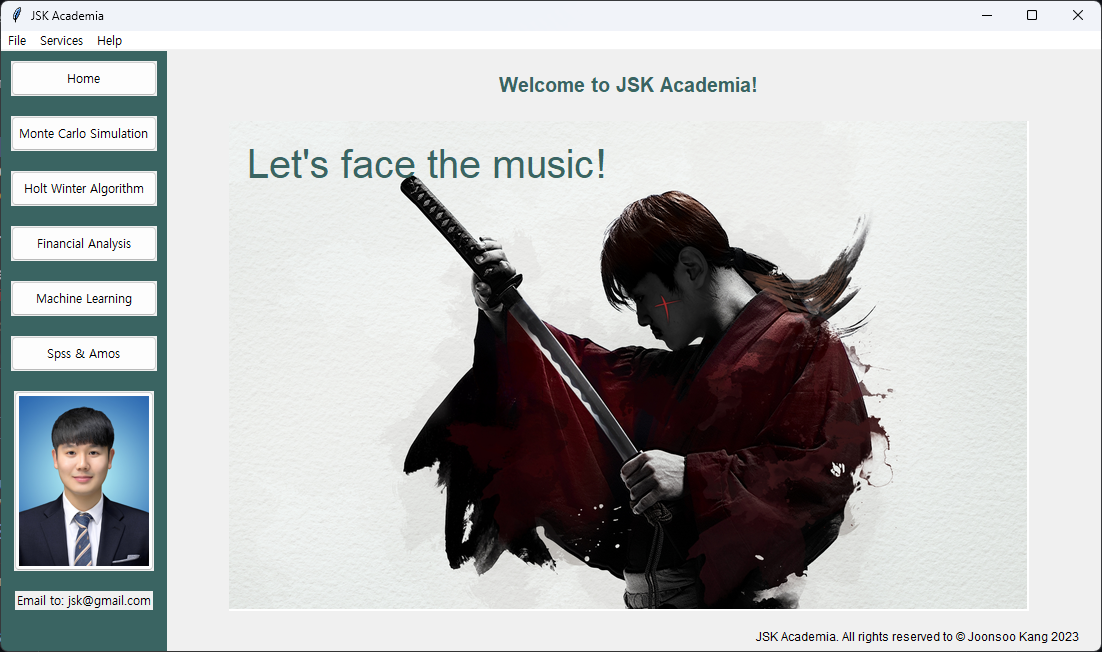 JSK Academia
File Services Help
Home
Monte Carlo Simulation
Holt Winter Algorithm
Financial Analysis
Machine Learning
Spss & Amos
Email to: jsk@gmail.com
Welcome to JSK Academia!
Let's face the music!
JSK Academia. All rights reserved to © Joonsoo Kang 2023